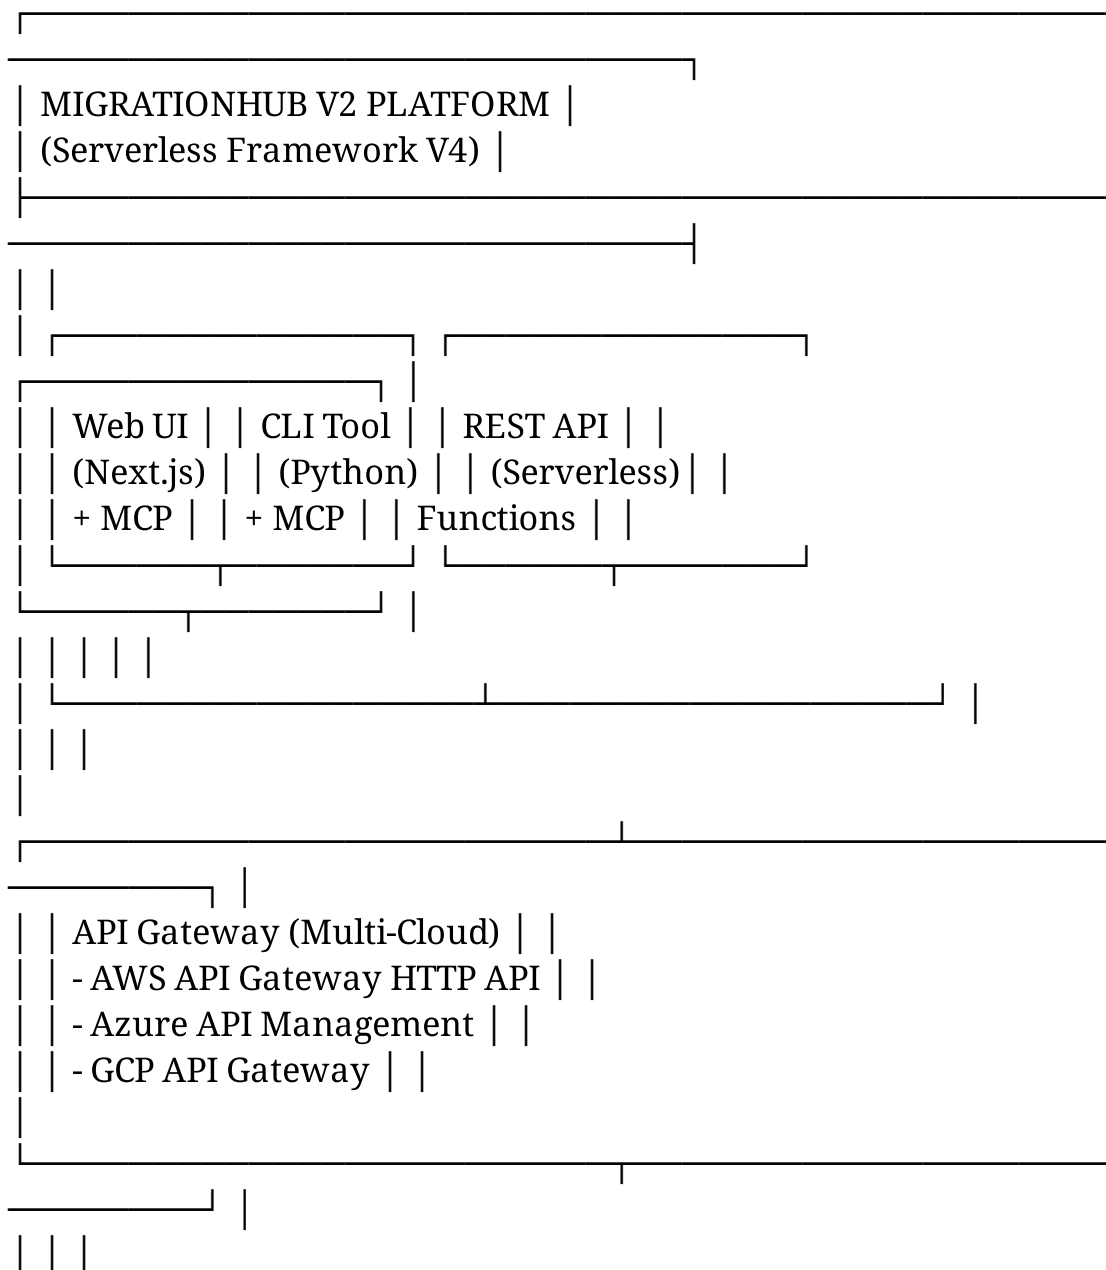 ┌─────────────────────────────────────────────
────────────────────────────┐
│ MIGRATIONHUB V2 PLATFORM │
│ (Serverless Framework V4) │
├─────────────────────────────────────────────
────────────────────────────┤
│ │
│ ┌───────────────┐ ┌───────────────┐
┌───────────────┐ │
│ │ Web UI │ │ CLI Tool │ │ REST API │ │
│ │ (Next.js) │ │ (Python) │ │ (Serverless)│ │
│ │ + MCP │ │ + MCP │ │ Functions │ │
│ └──────┬────────┘ └──────┬────────┘
└──────┬────────┘ │
│ │ │ │ │
│ └──────────────────┴───────────────────┘ │
│ │ │
│
┌─────────────────────────┴────────────────────
────────┐ │
│ │ API Gateway (Multi-Cloud) │ │
│ │ - AWS API Gateway HTTP API │ │
│ │ - Azure API Management │ │
│ │ - GCP API Gateway │ │
│
└─────────────────────────┬────────────────────
────────┘ │
│ │ │